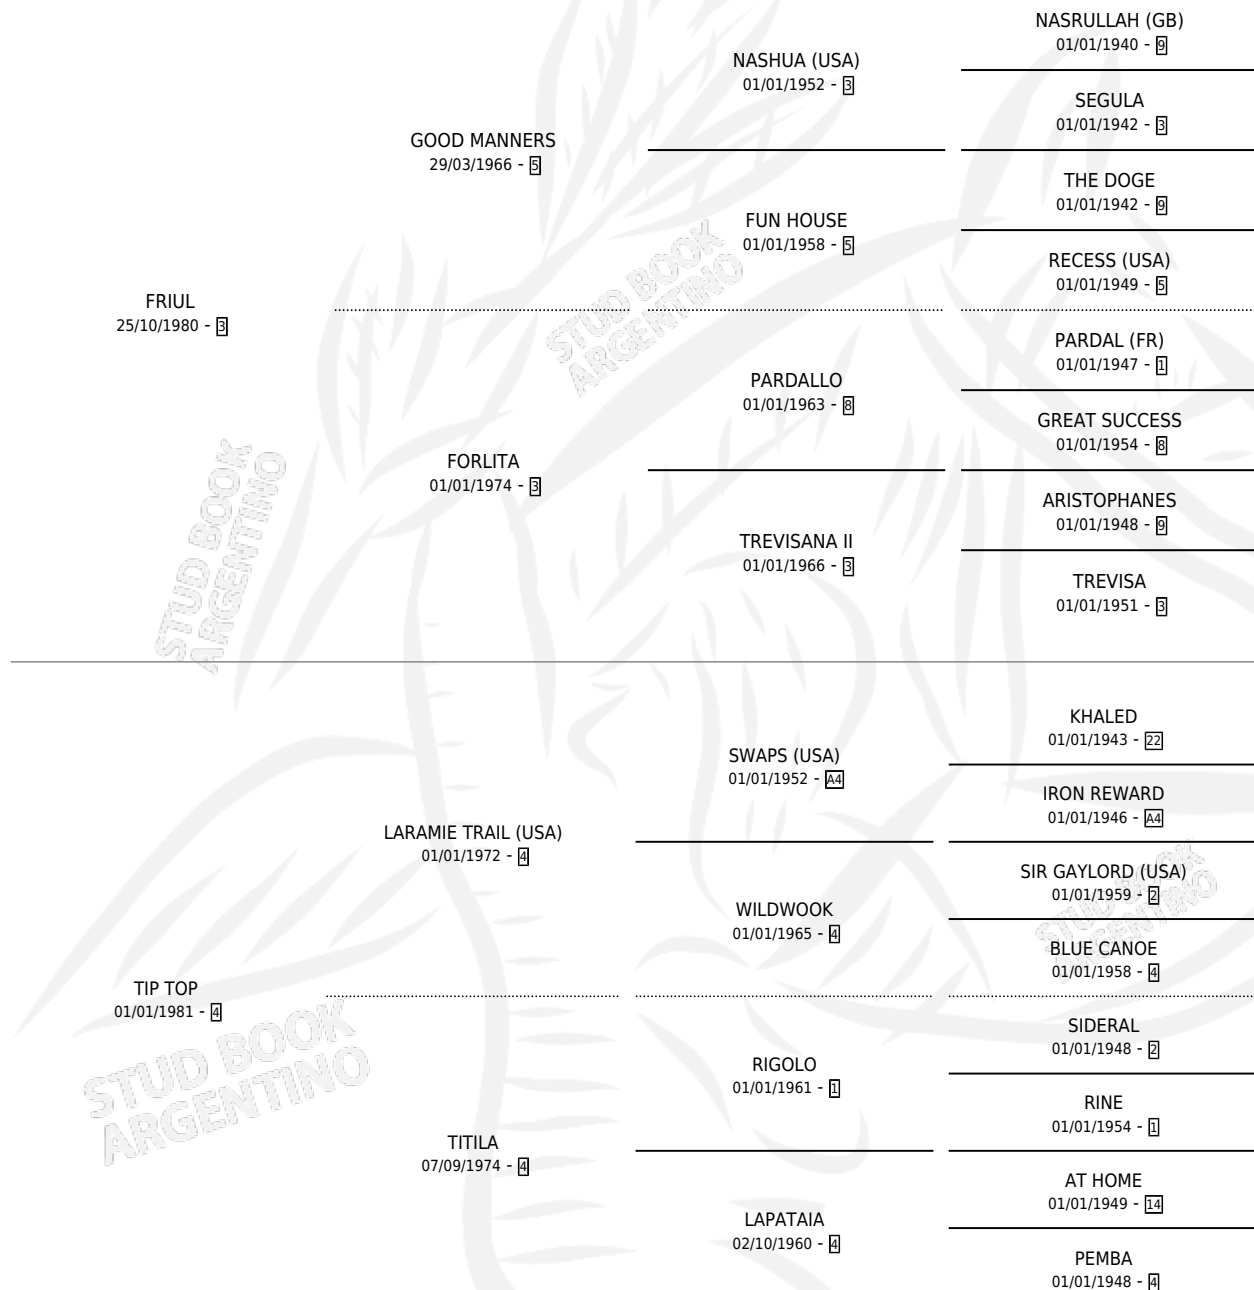 NASRULLAH (GB)
01/01/1940 - 9
NASHUA (USA)
01/01/1952 - 3
SEGULA
01/01/1942 - 3
GOOD MANNERS
29/03/1966 - 5
THE DOGE
01/01/1942 - 9
FUN HOUSE
01/01/1958 - 5
RECESS (USA)
01/01/1949 - 5
FRIUL
25/10/1980 - 3
STUD BOOK
ARGENTINO
PARDAL (FR)
01/01/1947 - 1
PARDALLO
01/01/1963 - 8
GREAT SUCCESS
01/01/1954 - 8
FORLITA
01/01/1974 - 3
ARISTOPHANES
01/01/1948 - 9
TREVISANA II
01/01/1966 - 3
TREVISA
01/01/1951 - 3
STUD BOOK
ARGENTINO
KHALED
01/01/1943 - 22
SWAPS (USA)
01/01/1952 - A4
IRON REWARD
01/01/1946 - A4
LARAMIE TRAIL (USA)
01/01/1972 - 4
SIR GAYLORD (USA)
01/01/1959 - 2
WILDWOOK
01/01/1965 - 4
STUD BOOK
ARGENTINO
BLUE CANOE
01/01/1958 - 4
TIP TOP
01/01/1981 - 4
STUD BOOK
ARGENTINO
SIDERAL
01/01/1948 - 2
RIGOLO
01/01/1961 - 1
RINE
01/01/1954 - 1
TITILA
07/09/1974 - 4
AT HOME
01/01/1949 - 14
LAPATAIA
02/10/1960 - 4
PEMBA
01/01/1948 - 4